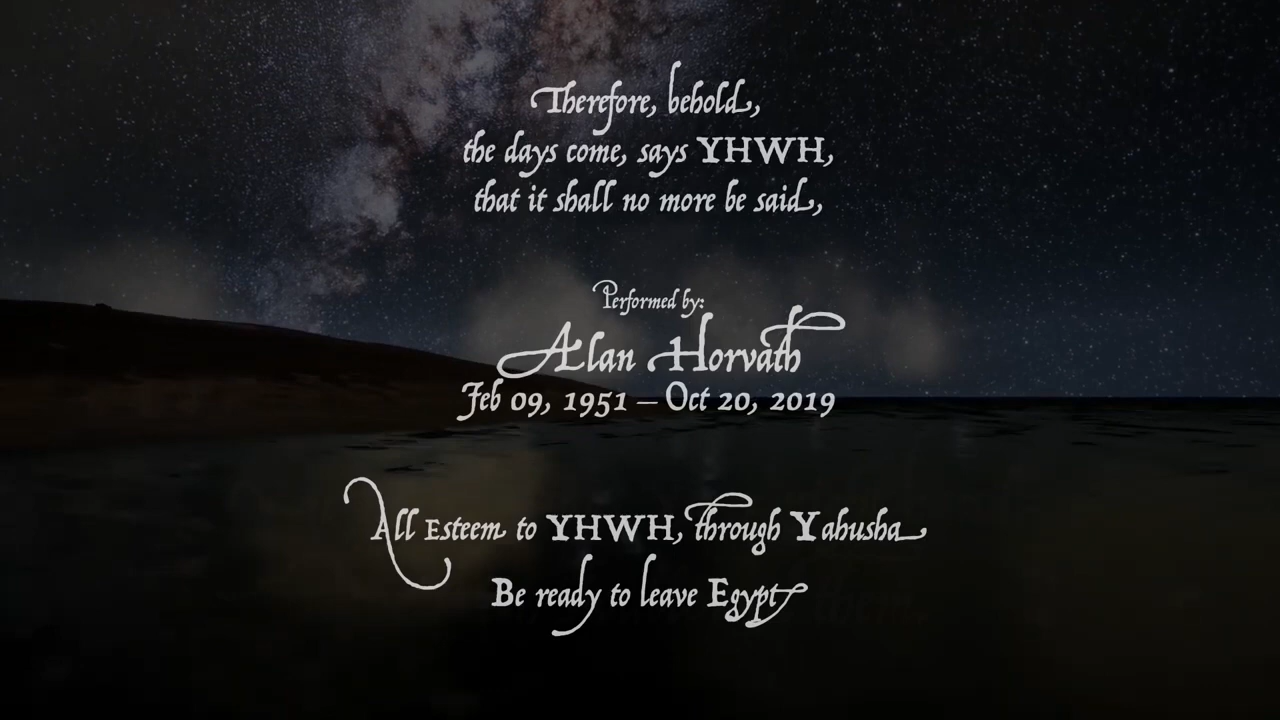 Therefore, behold,
the days come, says YHWH,
that it shall no more be said,
Performed by:
Alan Horvath
Feb 09, 1951 – Oct 20, 2019
All Esteem to YHWH, through Yahusha
Be ready to leave Egypt
them.